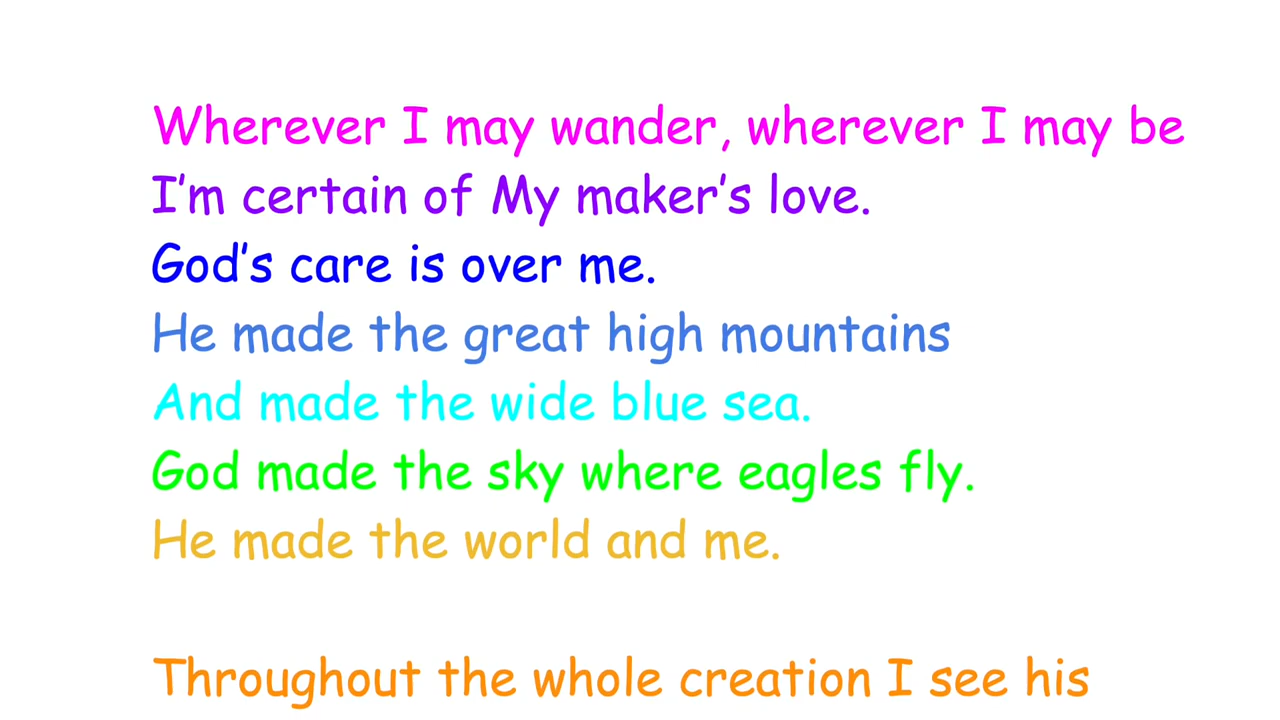 Wherever I may wander, wherever I may be
I’m certain of My maker’s love.
God’s care is over me.
He made the great high mountains
And made the wide blue sea.
God made the sky where eagles fly.
He made the world and me.
Throughout the whole creation I see his